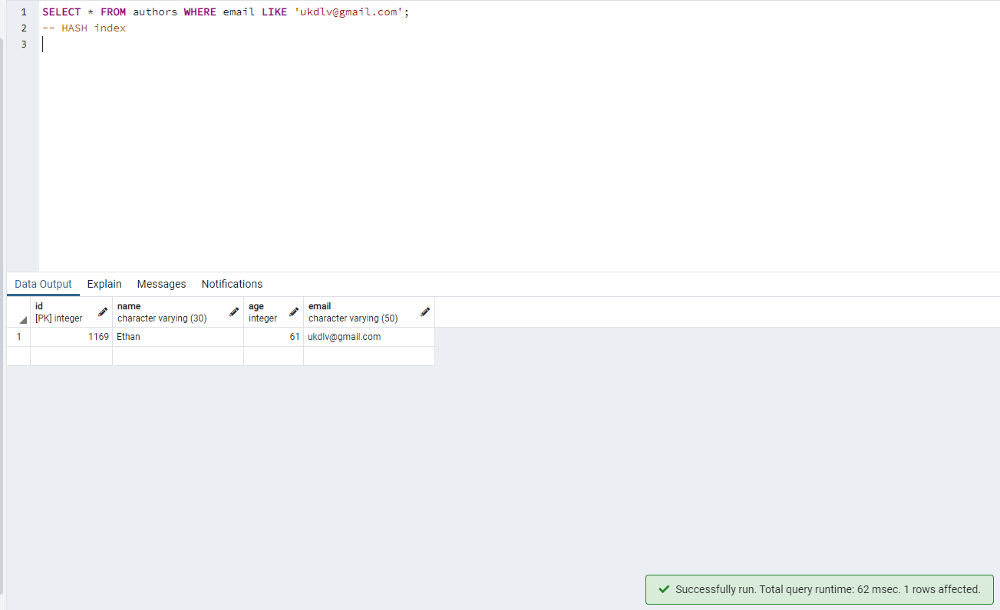 1 SELECT * FROM authors WHERE email LIKE 'ukdlv@gmail.com';
2 -- HASH index
3
Data Output Explain Messages Notifications
id name age email
[PK] integer character varying (30) integer character varying (50)
1 1169 Ethan 61 ukdlv@gmail.com
Successfully run. Total query runtime: 62 msec. 1 rows affected.